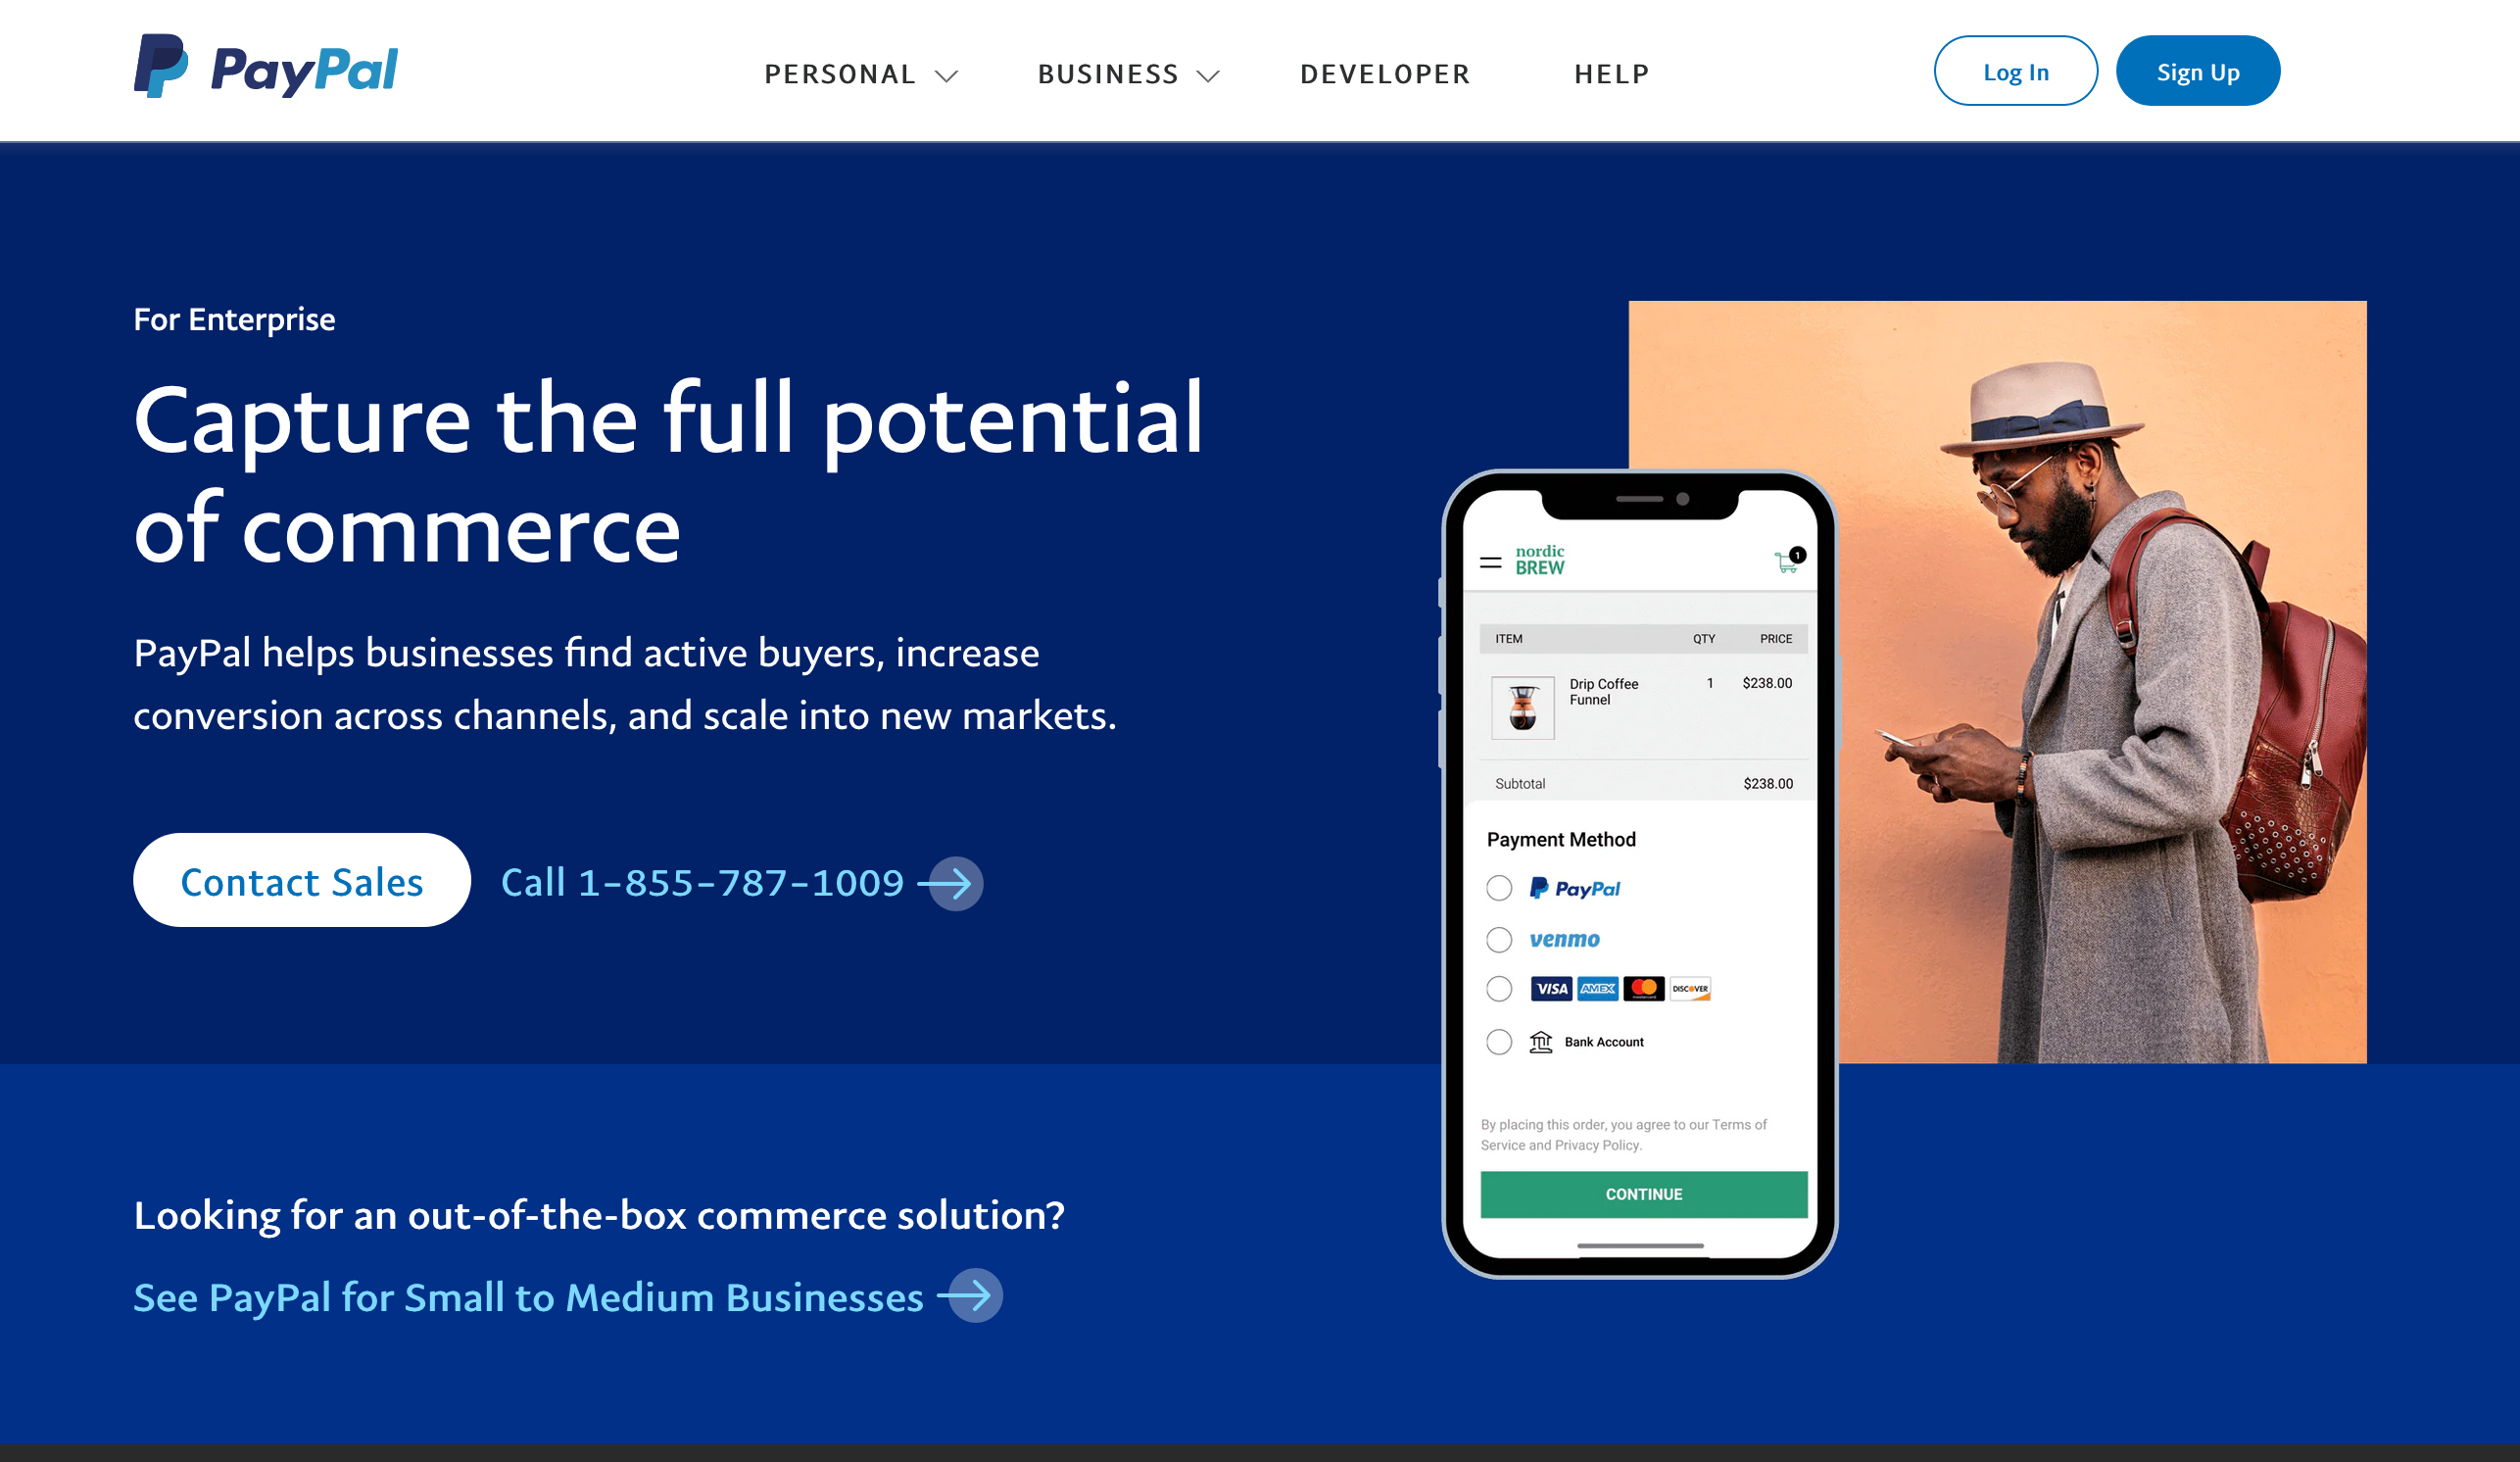 PayPal
PERSONAL
BUSINESS
DEVELOPER
HELP
Log In
Sign Up
For Enterprise
Capture the full potential
of commerce
PayPal helps businesses find active buyers, increase
conversion across channels, and scale into new markets.
Contact Sales
Call 1-855-787-1009
nordic
BREW
1
ITEM QTY PRICE
Drip Coffee 1 $238.00
Funnel
Subtotal $238.00
Payment Method
PayPal
venmo
VISA AMEX mastercard DISCOVER
Bank Account
By placing this order, you agree to our Terms of
Service and Privacy Policy.
CONTINUE
Looking for an out-of-the-box commerce solution?
See PayPal for Small to Medium Businesses